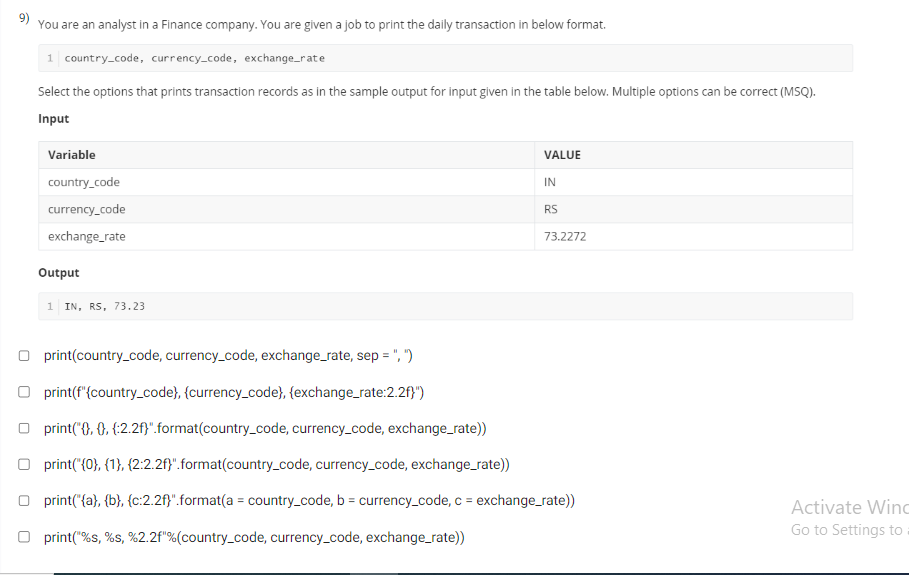 9)
You are an analyst in a Finance company. You are given a job to print the daily transaction in below format.
1 country_code, currency_code, exchange_rate
Select the options that prints transaction records as in the sample output for input given in the table below. Multiple options can be correct (MSQ).
Input
Variable VALUE
country_code IN
currency_code RS
exchange_rate 73.2272
Output
1 IN, RS, 73.23
print(country_code, currency_code, exchange_rate, sep = ", ")
print(f"{country_code}, {currency_code}, {exchange_rate:2.2f}")
print("{}, {}, {:2.2f}".format(country_code, currency_code, exchange_rate))
print("{0}, {1}, {2:2.2f}".format(country_code, currency_code, exchange_rate))
print("{a}, {b}, {c:2.2f}".format(a = country_code, b = currency_code, c = exchange_rate))
print("%s, %s, %2.2f"%(country_code, currency_code, exchange_rate))
Activate Winc
Go to Settings to